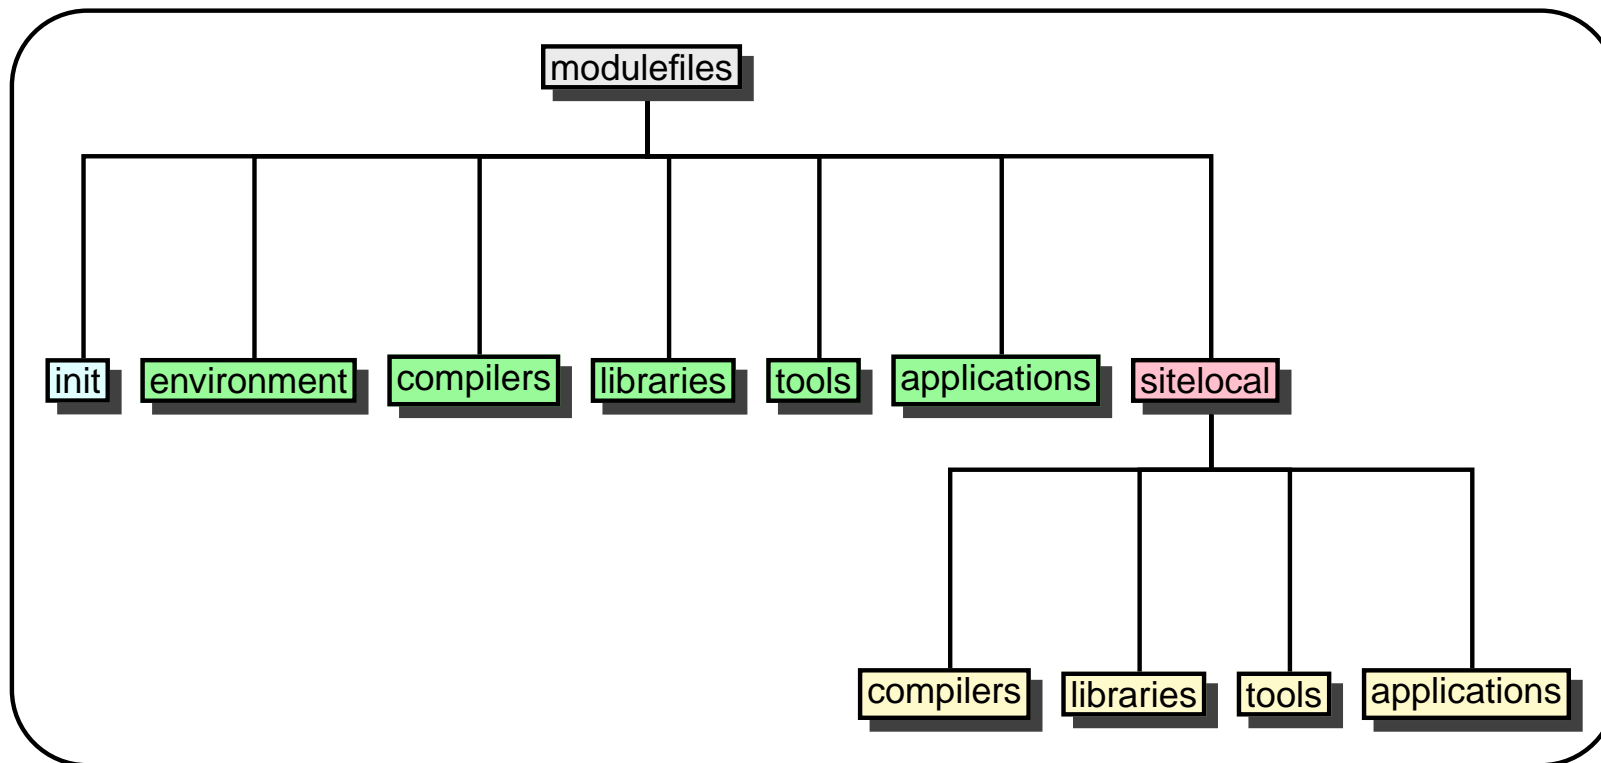 modulefiles
init
environment
compilers
libraries
tools
applications
sitelocal
compilers
libraries
tools
applications